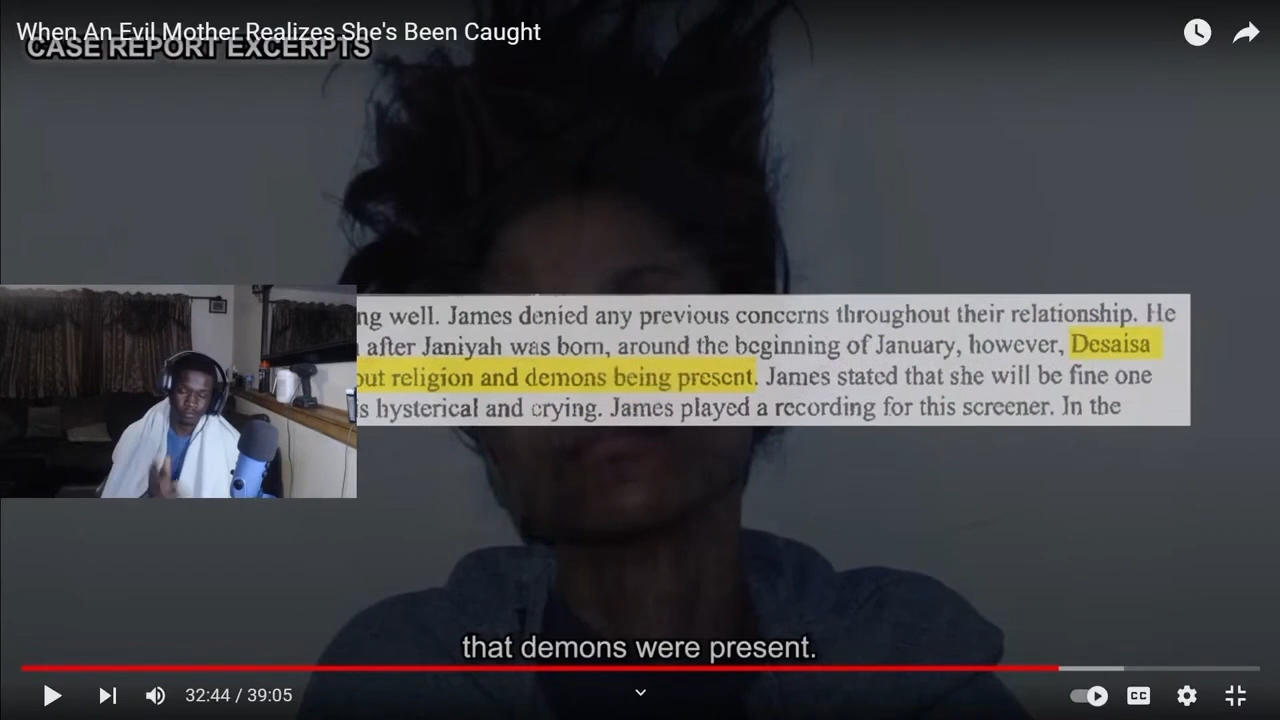 When An Evil Mother Realizes She's Been Caught
CASE REPORT EXCERPTS
ng well. James denied any previous concerns throughout their relationship. He
after Janiyah was born, around the beginning of January, however, Desaisa
out religion and demons being present. James stated that she will be fine one
s hysterical and crying. James played a recording for this screener. In the
that demons were present.
32:44 / 39:05
CC